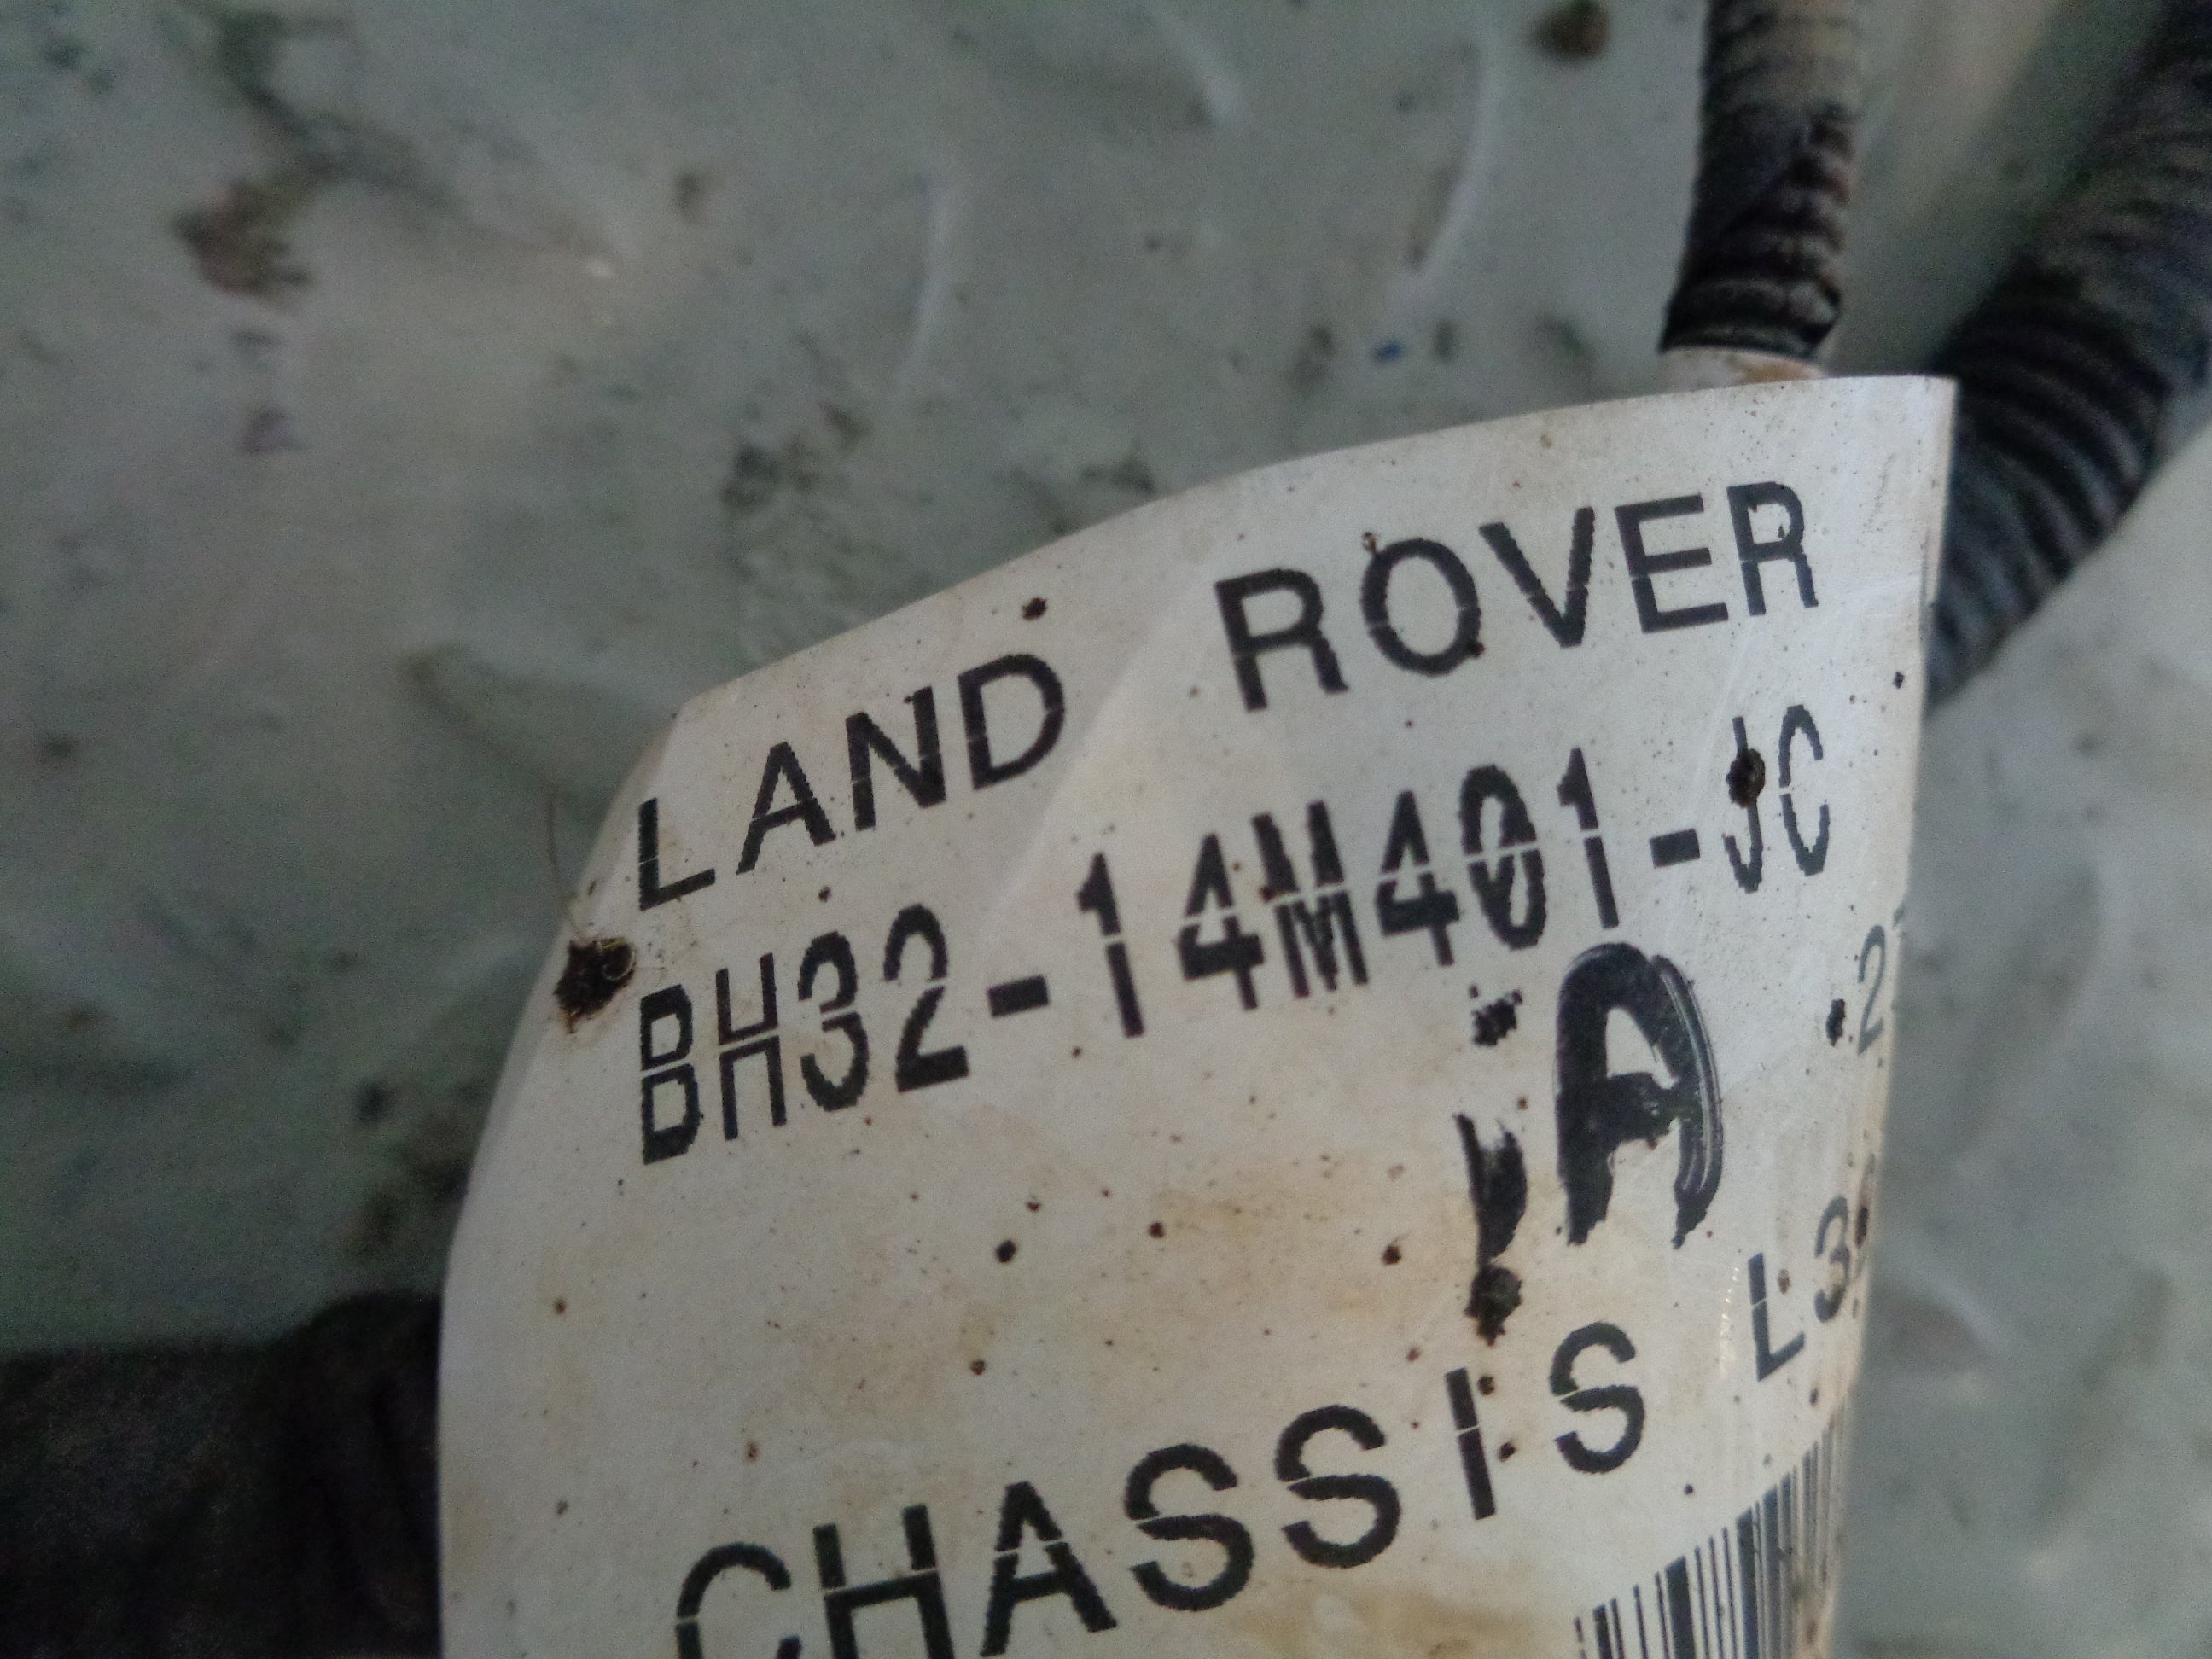 LAND ROVER
BH32-14M401-JC
A
CHASSIS